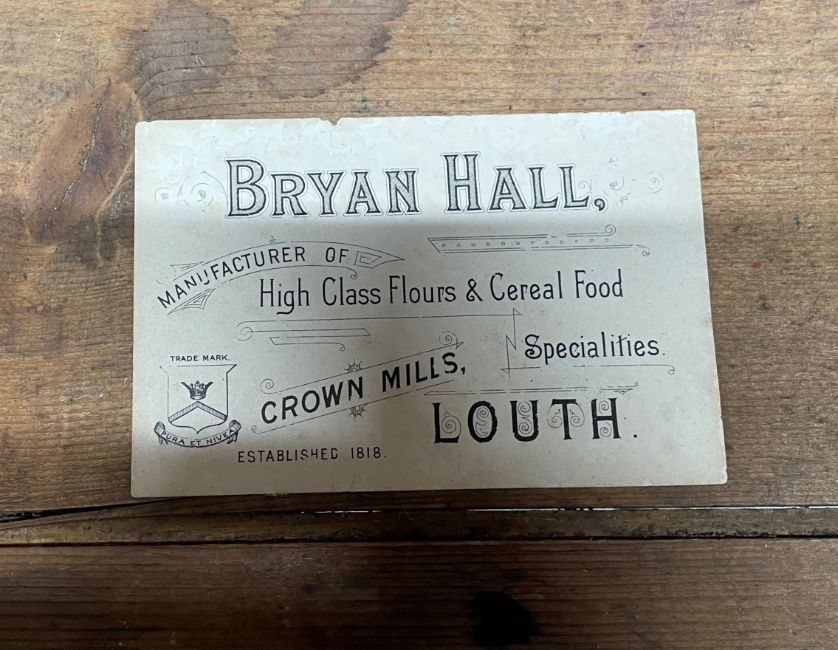 BRYAN HALL,
MANUFACTURER OF
High Class Flours & Cereal Food
Specialities.
TRADE MARK.
CROWN MILLS,
LOUTH.
PURA ET NIVEA
ESTABLISHED 1818.